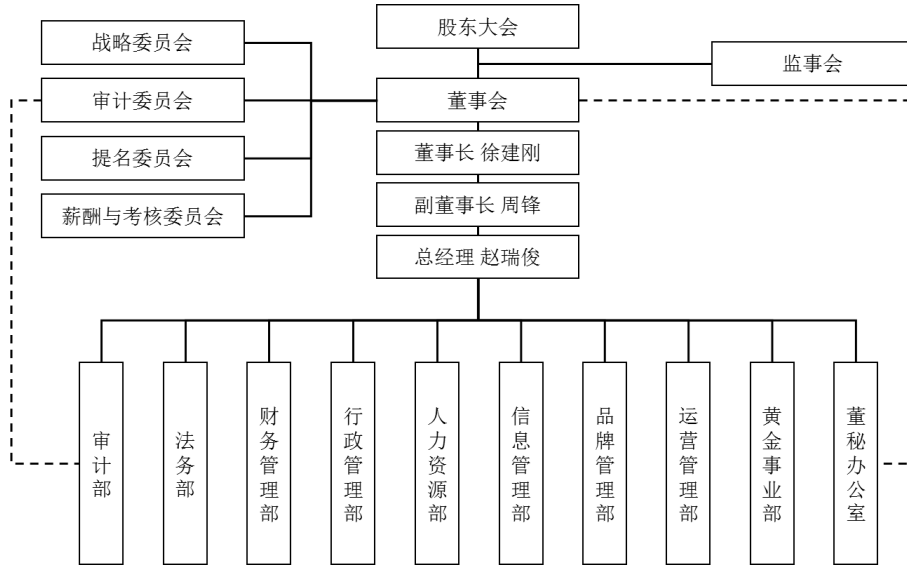 股东大会
战略委员会
监事会
审计委员会
董事会
提名委员会
董事长 徐建刚
薪酬与考核委员会
副董事长 周锋
总经理 赵瑞俊
审计部
法务部
财务管理部
行政管理部
人力资源部
信息管理部
品牌管理部
运营管理部
黄金事业部
董秘办公室